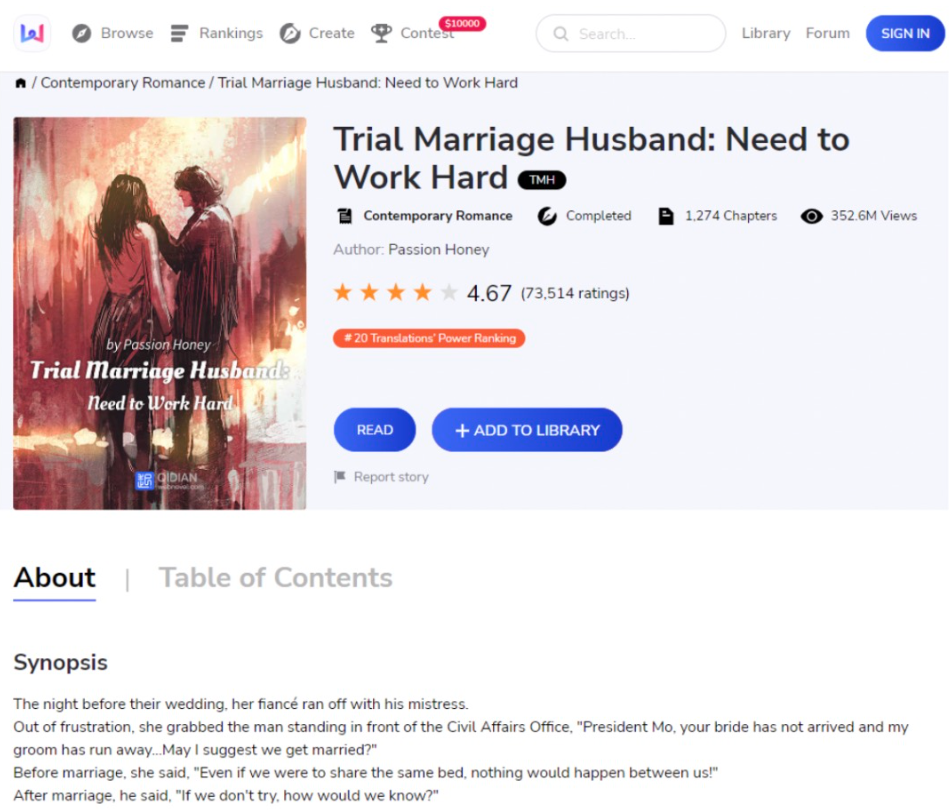 Browse Rankings Create Contest $10000 Search... Library Forum SIGN IN
/ Contemporary Romance / Trial Marriage Husband: Need to Work Hard
Trial Marriage Husband: Need to
Work Hard TMH
Contemporary Romance Completed 1,274 Chapters 352.6M Views
Author: Passion Honey
4.67 (73,514 ratings)
# 20 Translations' Power Ranking
by Passion Honey
Trial Marriage Husband:
Need to Work Hard
QIDIAN
webnovel.com
READ + ADD TO LIBRARY
Report story
About | Table of Contents
Synopsis
The night before their wedding, her fiancé ran off with his mistress.
Out of frustration, she grabbed the man standing in front of the Civil Affairs Office, "President Mo, your bride has not arrived and my
groom has run away...May I suggest we get married?"
Before marriage, she said, "Even if we were to share the same bed, nothing would happen between us!"
After marriage, he said, "If we don't try, how would we know?"